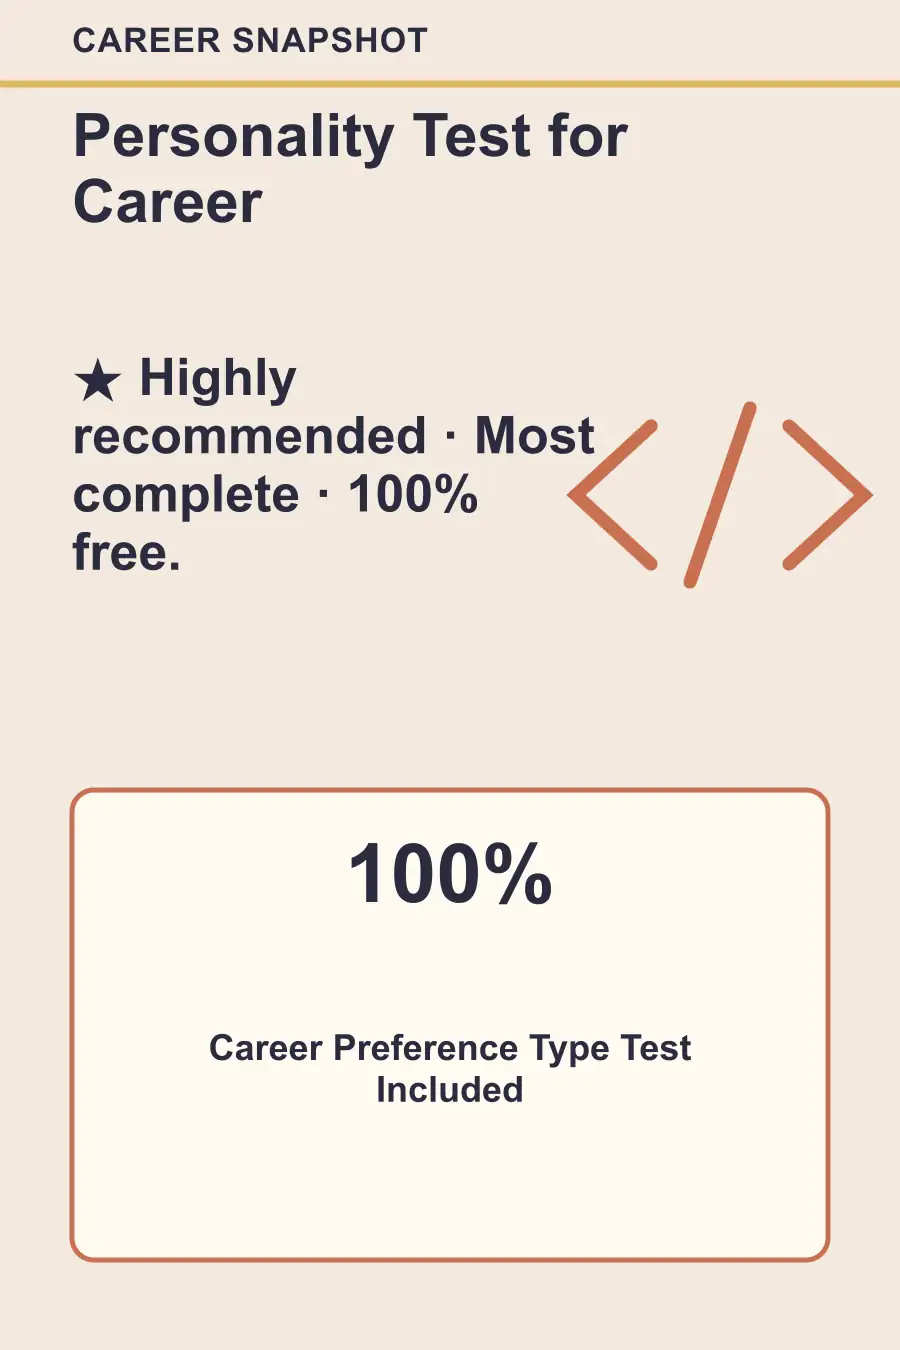 CAREER SNAPSHOT
Personality Test for
Career
★ Highly
recommended · Most
complete · 100%
free.
100%
Career Preference Type Test
Included